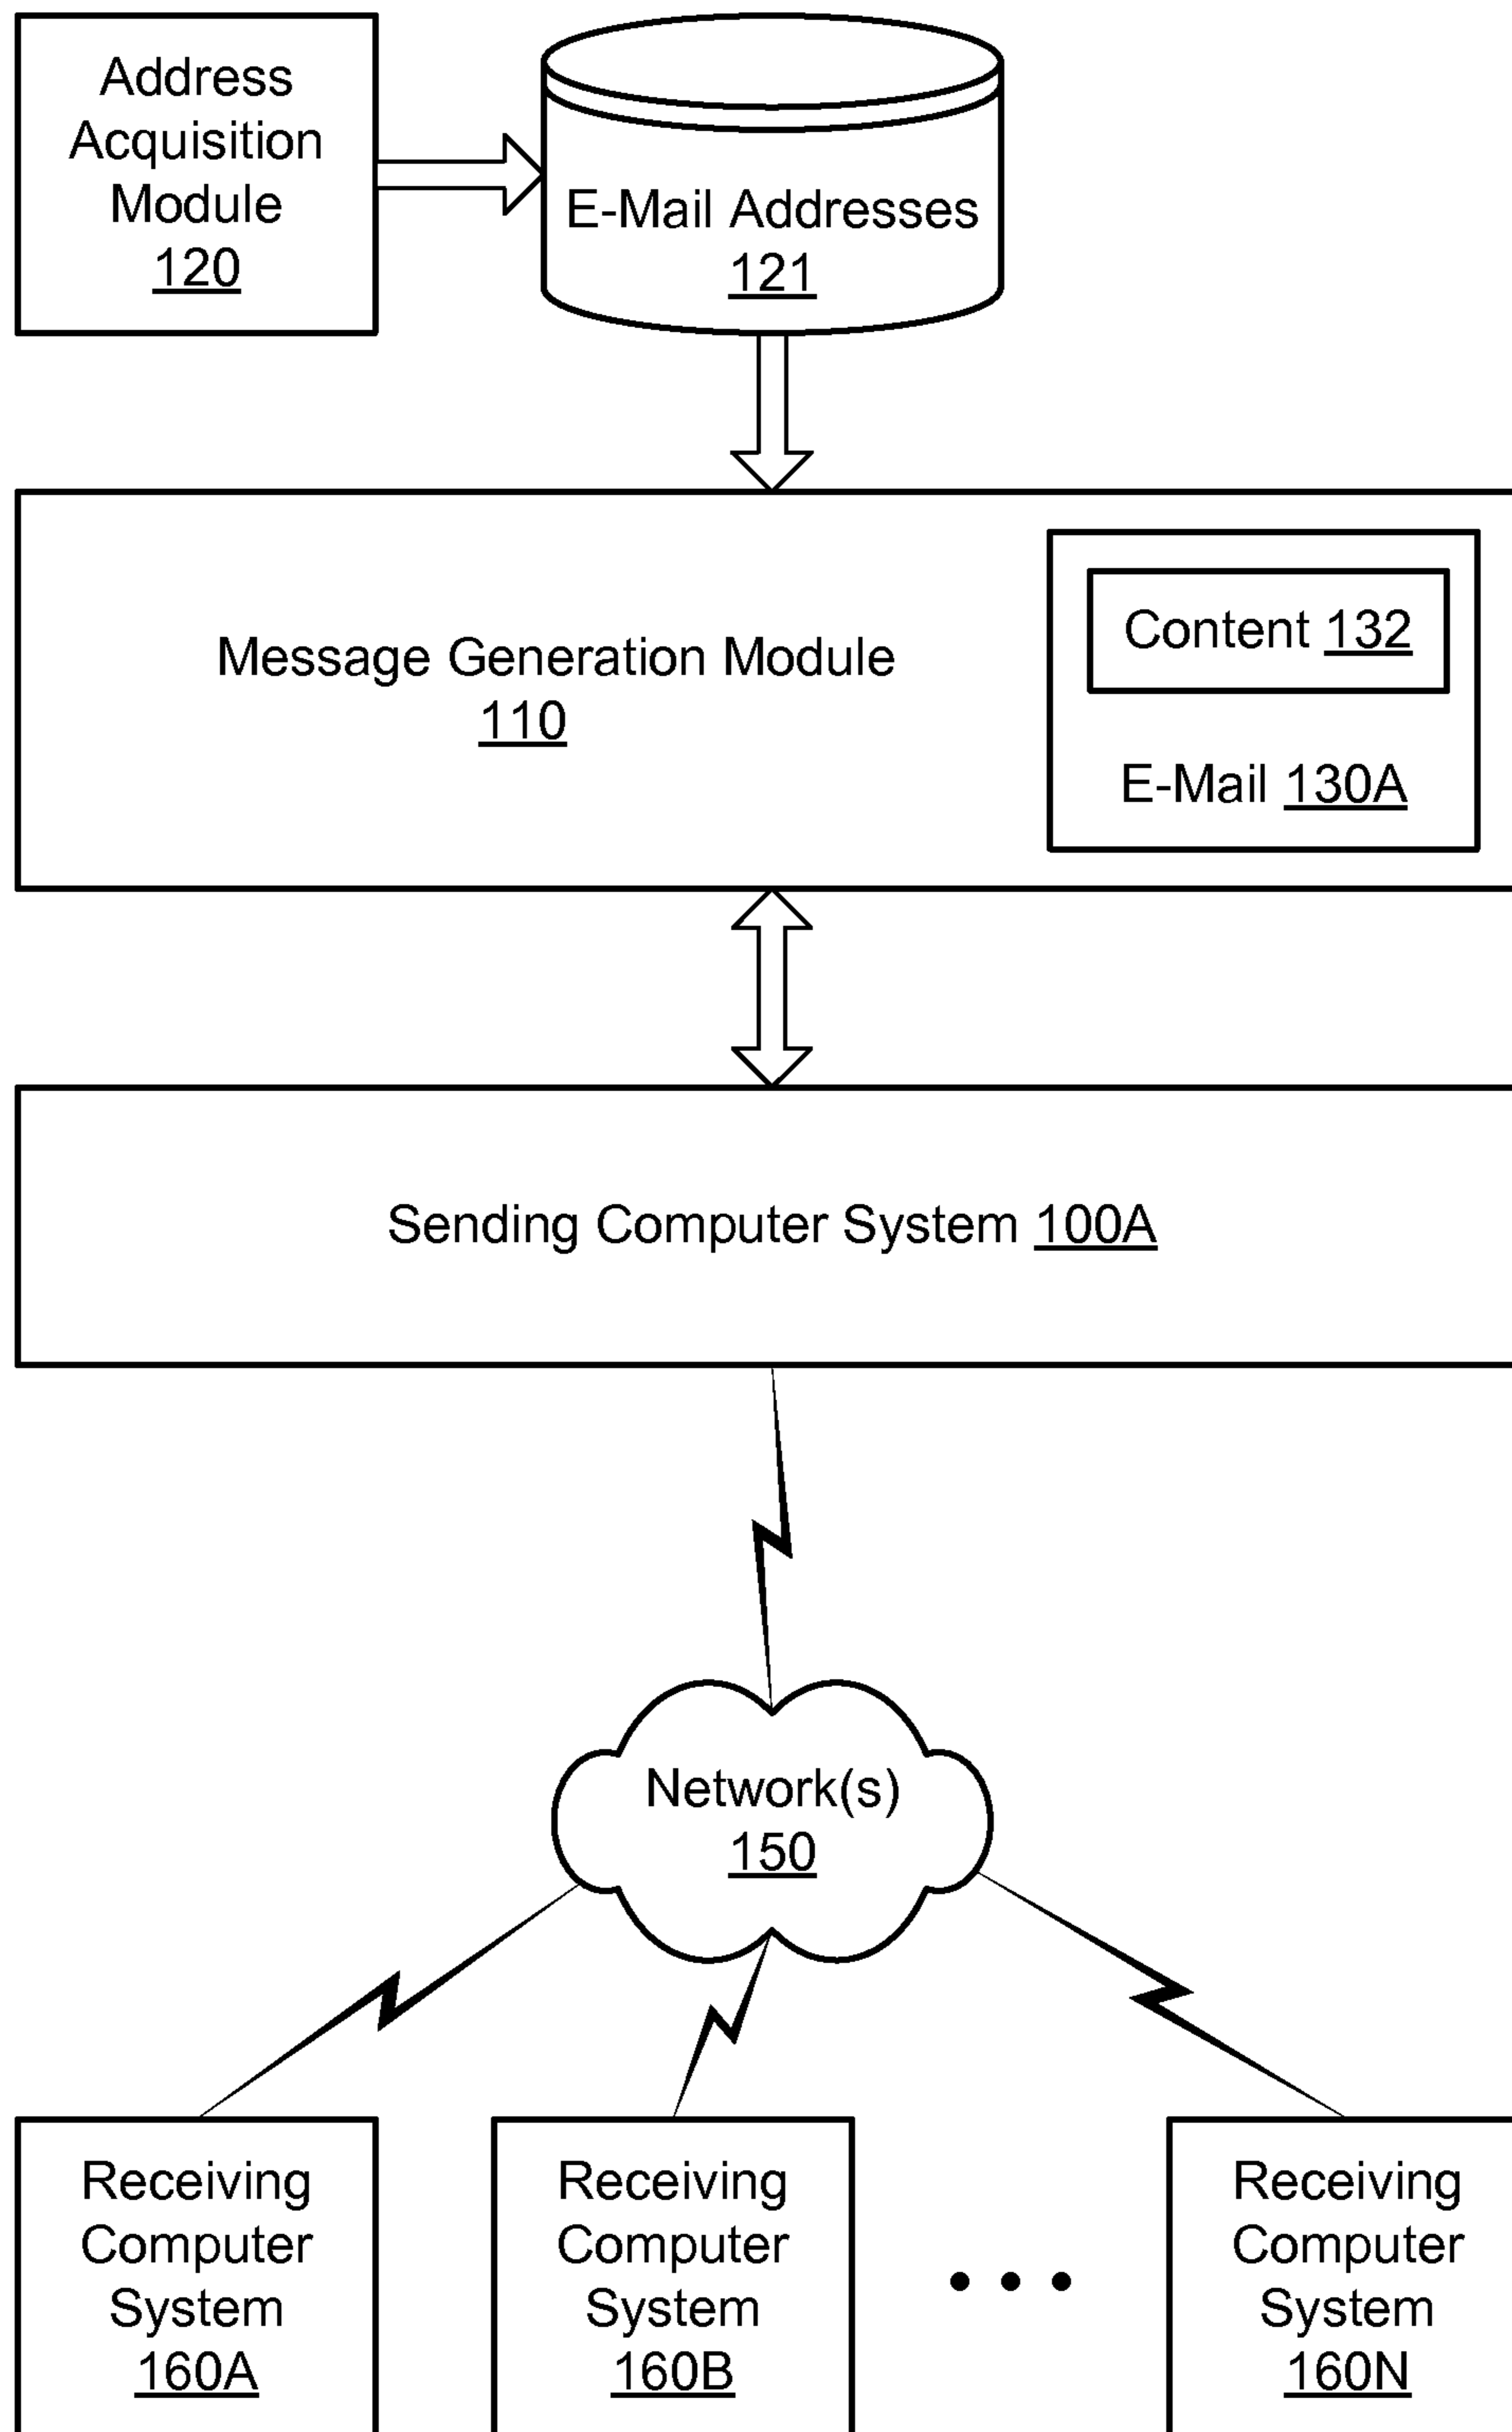 Address
Acquisition
Module
120
E-Mail Addresses
121
Message Generation Module
110
Content 132
E-Mail 130A
Sending Computer System 100A
Network(s)
150
Receiving
Computer
System
160A
Receiving
Computer
System
160B
Receiving
Computer
System
160N